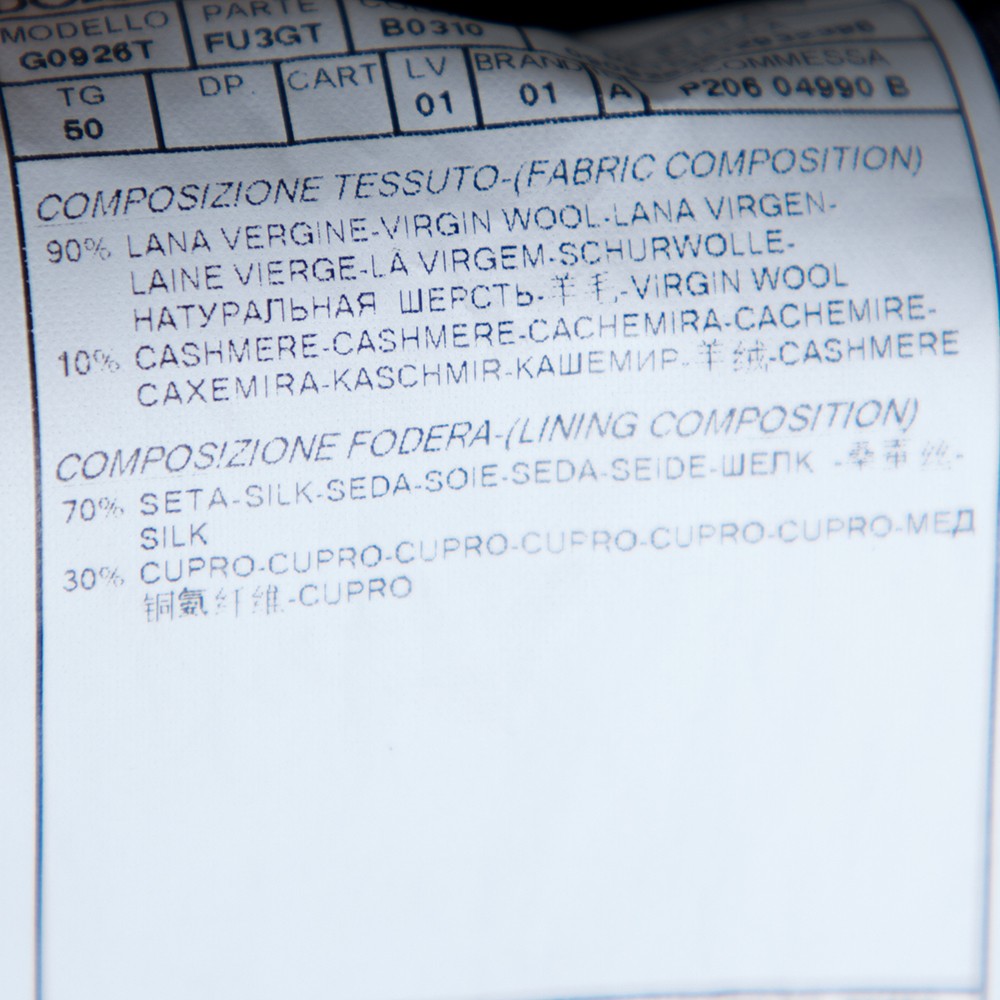 MODELLO PARTE
G0926T FU3GT B0310
TG DP. CART LV BRAND COMMESSA
50 01 01 A P206 04990 B
COMPOSIZIONE TESSUTO-(FABRIC COMPOSITION)
90% LANA VERGINE-VIRGIN WOOL-LANA VIRGEN-
LAINE VIERGE-LÃ VIRGEM-SCHURWOLLE-
НАТУРАЛЬНАЯ ШЕРСТЬ-羊毛-VIRGIN WOOL
10% CASHMERE-CASHMERE-CACHEMIRA-CACHEMIRE-
CAXEMIRA-KASCHMIR-КАШЕМИР-羊绒-CASHMERE
COMPOSIZIONE FODERA-(LINING COMPOSITION)
70% SETA-SILK-SEDA-SOIE-SEDA-SEIDE-ШЕЛК -桑蚕丝-
SILK
30% CUPRO-CUPRO-CUPRO-CUPRO-CUPRO-CUPRO-МЕД
铜氨纤维-CUPRO